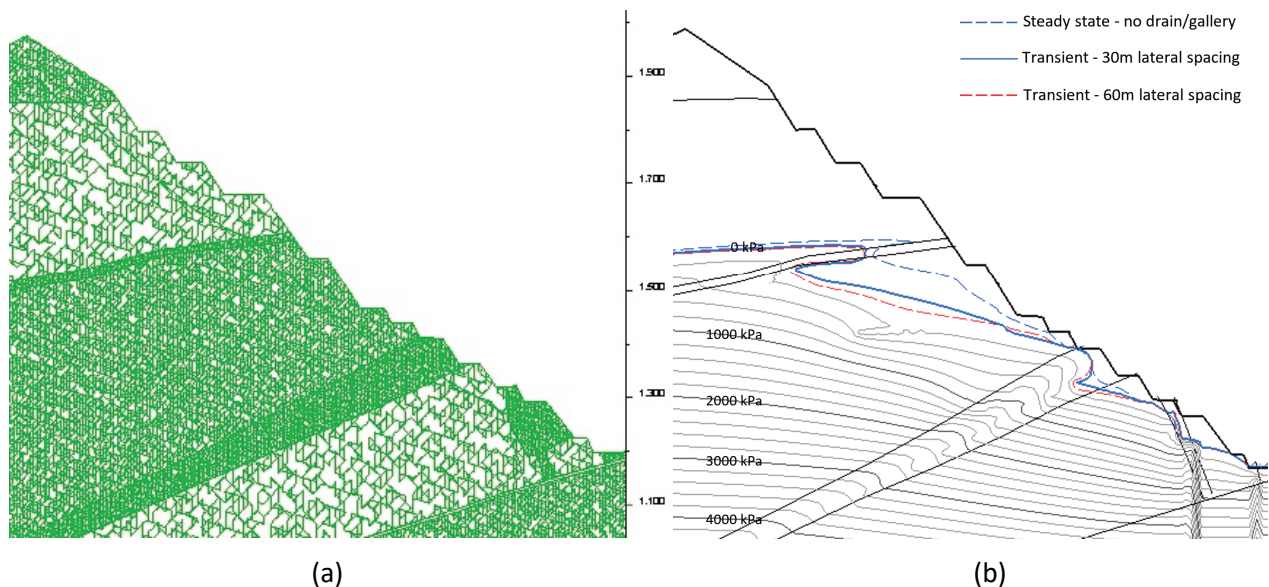 Steady state - no drain/gallery
Transient - 30m lateral spacing
Transient - 60m lateral spacing
1.900
1.700
1.500
1.300
1.100
0 kPa
1000 kPa
2000 kPa
3000 kPa
4000 kPa
(a)
(b)